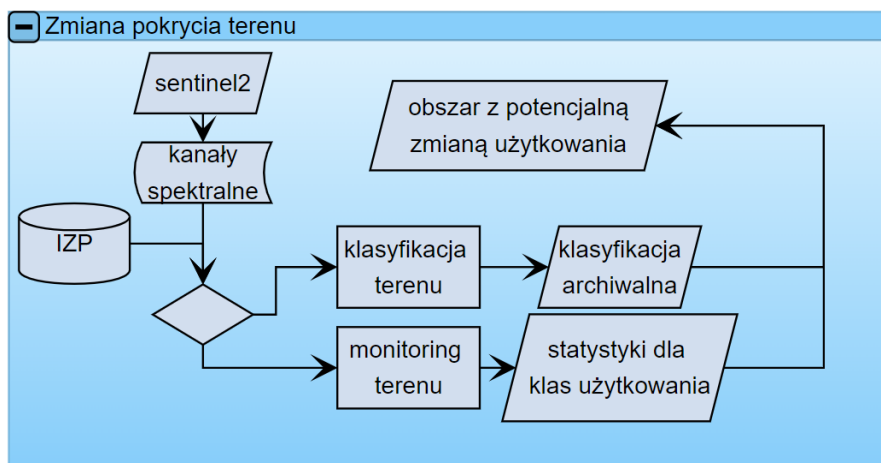 Zmiana pokrycia terenu
sentinel2
obszar z potencjalną
zmianą użytkowania
kanały
spektralne
IZP
klasyfikacja
terenu
klasyfikacja
archiwalna
monitoring
terenu
statystyki dla
klas użytkowania